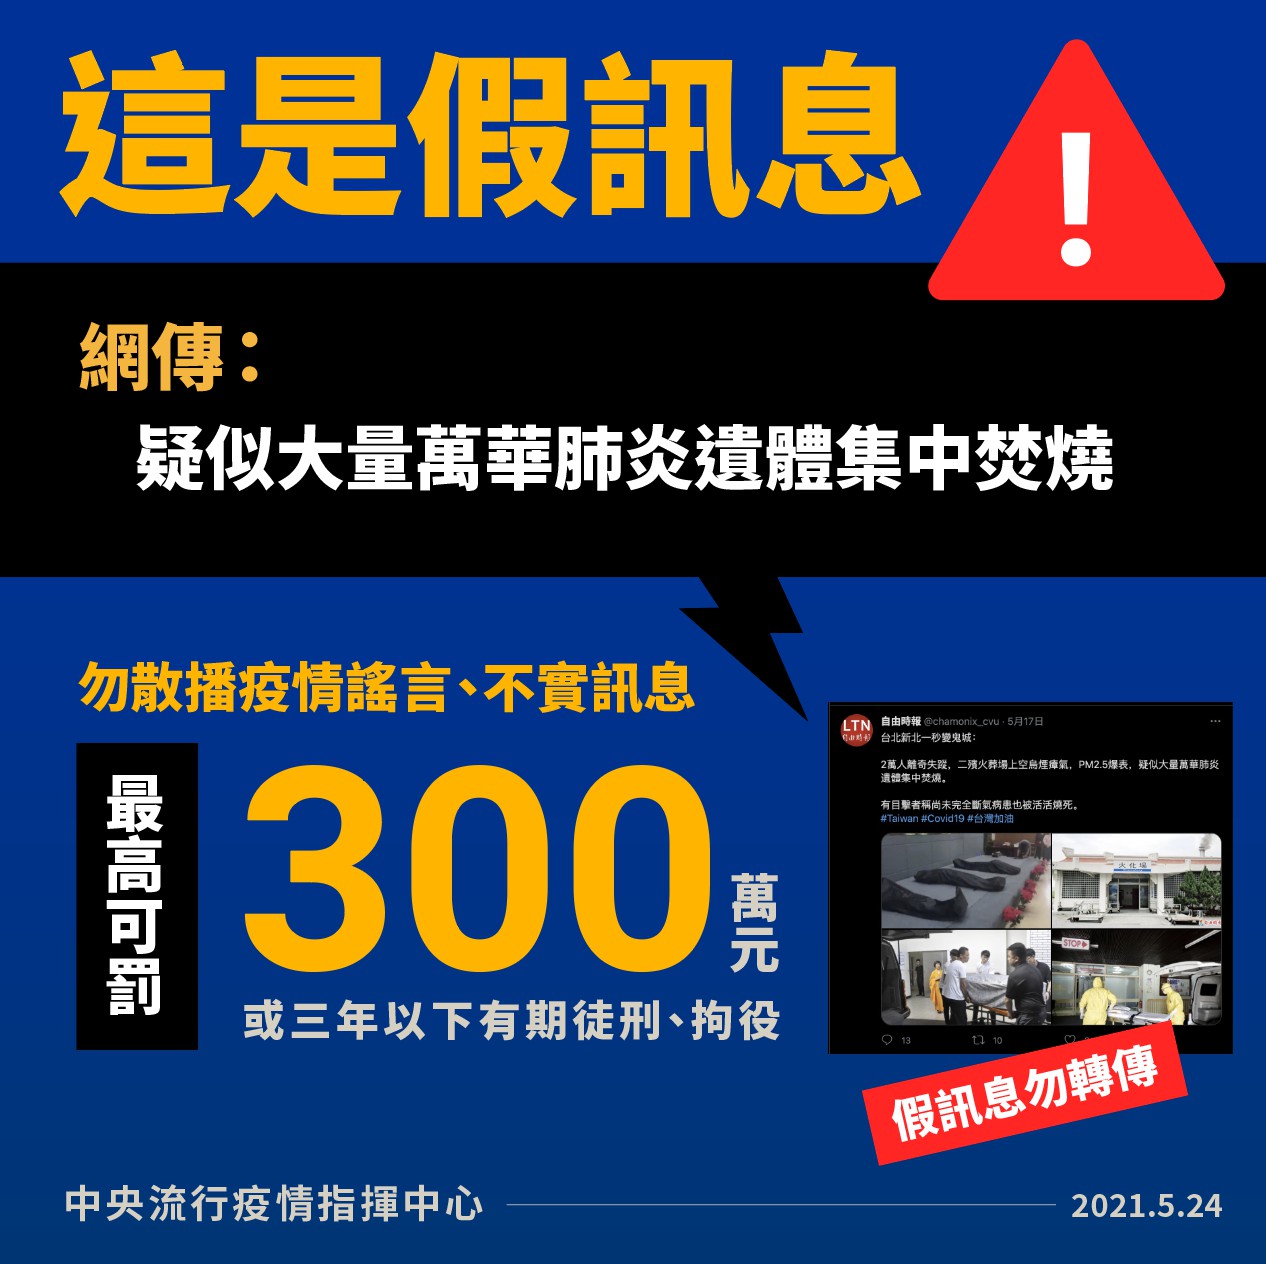 這是假訊息
!
網傳：
疑似大量萬華肺炎遺體集中焚燒
勿散播疫情謠言、不實訊息
最高可罰
300萬元
或三年以下有期徒刑、拘役
LTN
自由時報
自由時報 @chamonix_cvu · 5月17日
台北新北一秒變鬼城：
2萬人離奇失蹤，二殯火葬場上空烏煙瘴氣，PM2.5爆表，疑似大量萬華肺炎
遺體集中焚燒。
有目擊者稱尚未完全斷氣病患也被活活燒死。
#Taiwan #Covid19 #台灣加油
火化場
STOP
13
10
假訊息勿轉傳
中央流行疫情指揮中心
2021.5.24